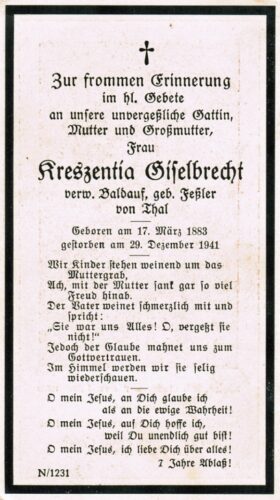 Zur frommen Erinnerung
im hl. Gebete
an unsere unvergeßliche Gattin,
Mutter und Großmutter,
Frau
Kreszentia Giselbrecht
verw. Baldauf, geb. Feßler
von Thal
Geboren am 17. März 1883
gestorben am 29. Dezember 1941
Wir Kinder stehen weinend um das
Muttergrab,
Ach, mit der Mutter sank gar so viel
Freud hinab.
Der Vater weinet schmerzlich mit und
spricht:
„Sie war uns Alles! O, vergeßt sie
nicht!“
Jedoch der Glaube mahnet uns zum
Gottvertrauen.
Im Himmel werden wir sie selig
wiederschauen.
O mein Jesus, an Dich glaube ich
als an die ewige Wahrheit!
O mein Jesus, auf Dich hoffe ich,
weil Du unendlich gut bist!
O mein Jesus, ich liebe Dich über alles!
7 Jahre Ablaß!
N/1231